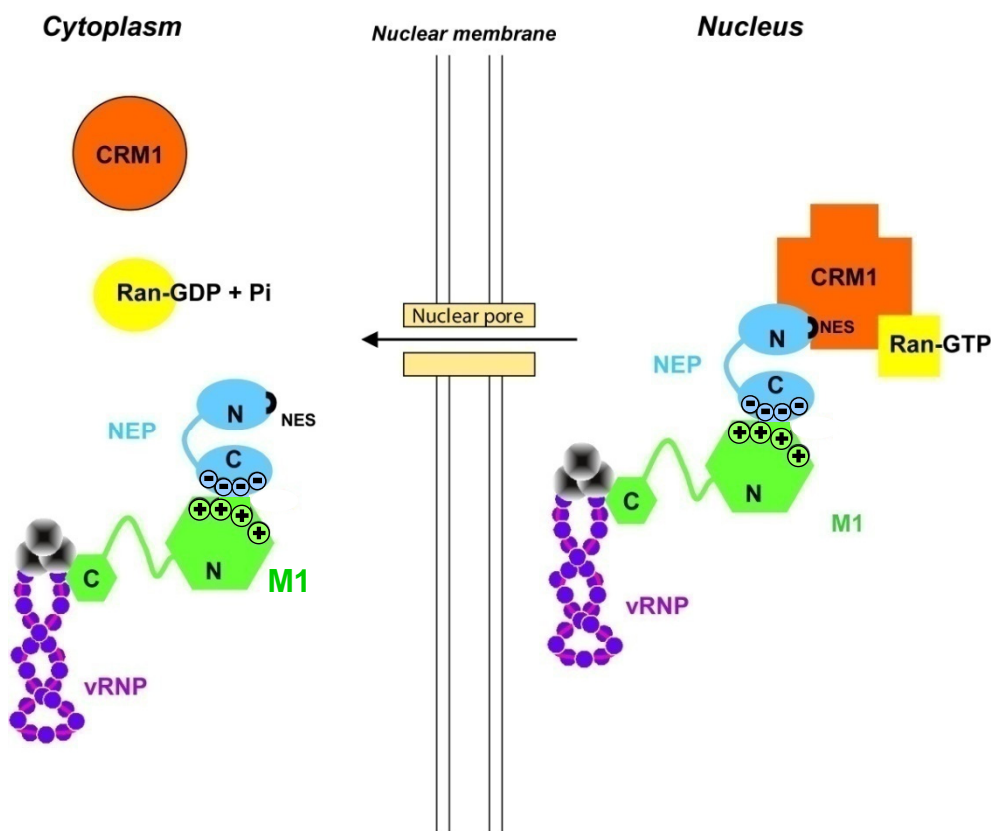 Cytoplasm
Nuclear membrane
Nucleus
CRM1
Ran-GDP + Pi
Nuclear pore
CRM1
N
NES
Ran-GTP
NEP
C
- - - -
+ + + +
N
C
M1
vRNP
N
NES
NEP
C
- - - -
+ + + +
N
C
M1
vRNP